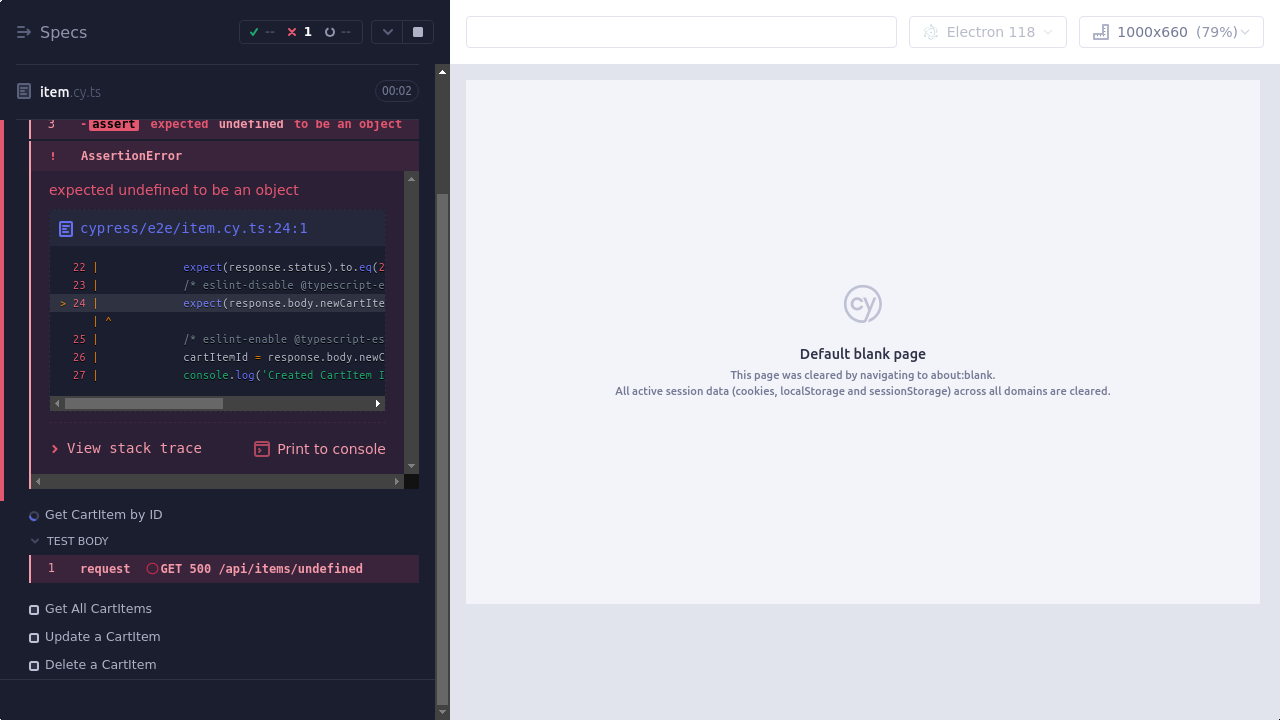 Specs
--
1
--
Electron 118
1000x660 (79%)
item.cy.ts
00:02
3 -assert expected undefined to be an object
! AssertionError
expected undefined to be an object
cypress/e2e/item.cy.ts:24:1
22 | expect(response.status).to.eq(2
23 | /* eslint-disable @typescript-e
> 24 | expect(response.body.newCartIte
| ^
25 | /* eslint-enable @typescript-es
26 | cartItemId = response.body.newC
27 | console.log('Created CartItem I
View stack trace
Print to console
Get CartItem by ID
TEST BODY
1 request GET 500 /api/items/undefined
Get All CartItems
Update a CartItem
Delete a CartItem
cy
Default blank page
This page was cleared by navigating to about:blank.
All active session data (cookies, localStorage and sessionStorage) across all domains are cleared.